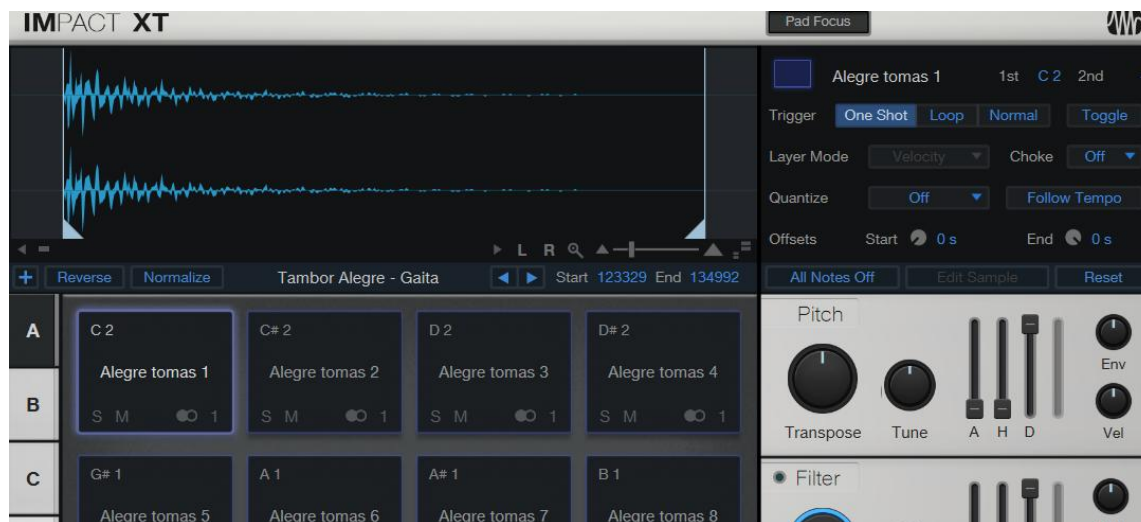 IMPACT XT
Pad Focus
Alegre tomas 1 1st C 2 2nd
Trigger One Shot Loop Normal Toggle
Layer Mode Velocity Choke Off
Quantize Off Follow Tempo
Offsets Start 0 s End 0 s
L R
+ Reverse Normalize Tambor Alegre - Gaita Start 123329 End 134992
All Notes Off Edit Sample Reset
A
B
C
C 2 C# 2 D 2 D# 2
Alegre tomas 1 Alegre tomas 2 Alegre tomas 3 Alegre tomas 4
S M 1 S M 1 S M 1 S M 1
G# 1 A 1 A# 1 B 1
Alegre tomas 5 Alegre tomas 6 Alegre tomas 7 Alegre tomas 8
Pitch
Env
Transpose Tune A H D Vel
Filter